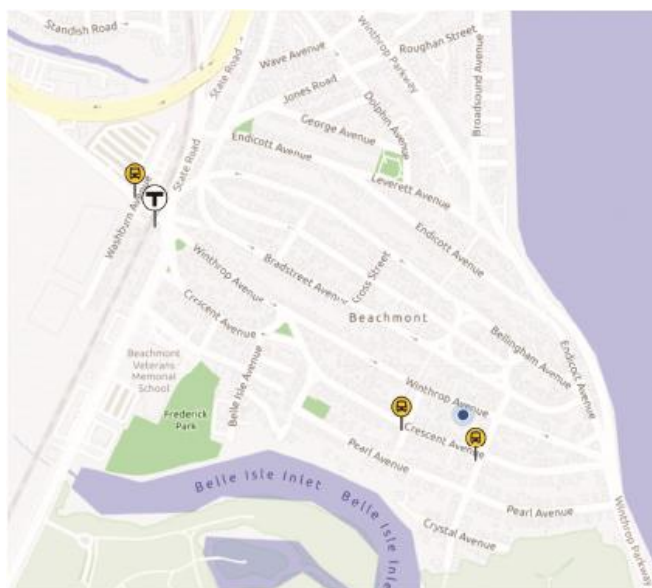 Standish Road
Winthrop Parkway
Roughan Street
State Road
Wave Avenue
Jones Road
Broadsound Avenue
Dolphin Avenue
George Avenue
Endicott Avenue
State Road
T
Washburn Avenue
Leverett Avenue
Endicott Avenue
Winthrop Avenue
Bradstreet Avenue
Cross Street
Crescent Avenue
Beachmont
Bellingham Avenue
Endicott Avenue
Beachmont
Veterans
Memorial
School
Belle Isle Avenue
Winthrop Avenue
Frederick
Park
Crescent Avenue
Pearl Avenue
Belle Isle Inlet
Belle Isle Inlet
Pearl Avenue
Crystal Avenue
Winthrop Parkway